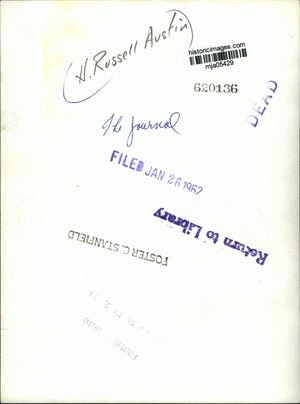 H. Russell Austin
historicimages.com
mja05429
620136
DEAD
The Journal
FILED JAN 26 1962
Return to Library
FOSTER C. STANFIELD